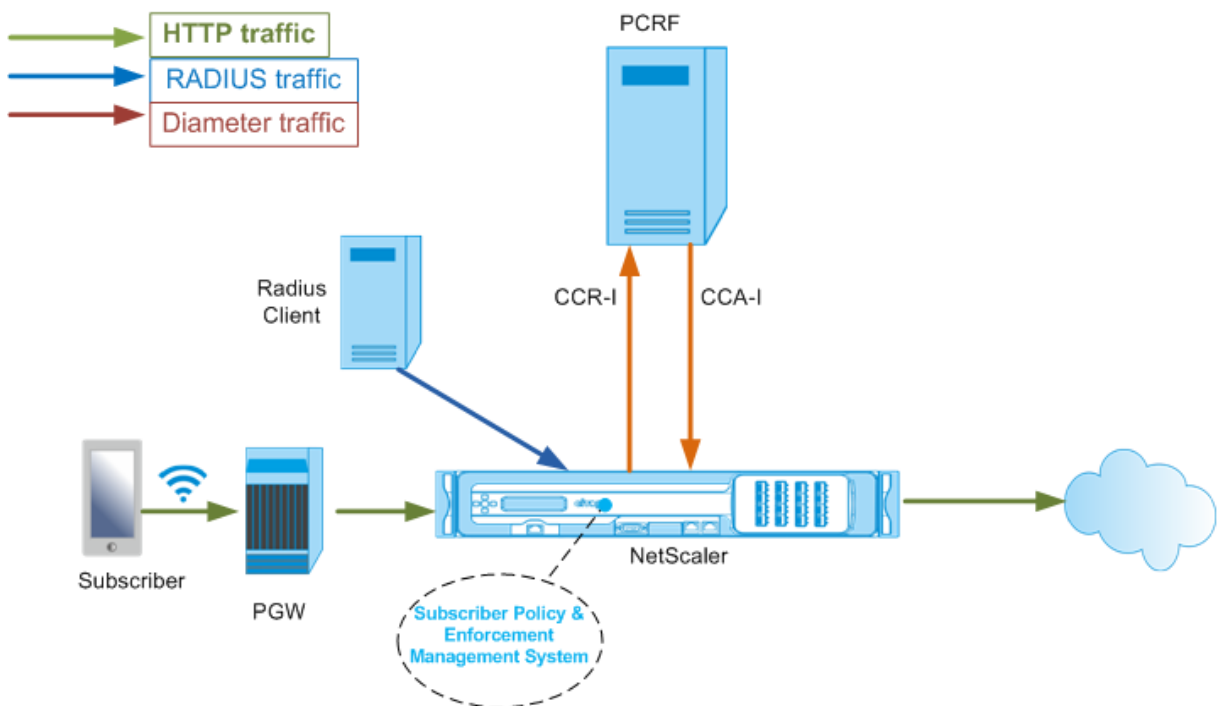 HTTP traffic
RADIUS traffic
Diameter traffic
PCRF
Radius
Client
CCR-I
CCA-I
Subscriber
PGW
NetScaler
Subscriber Policy &
Enforcement
Management System